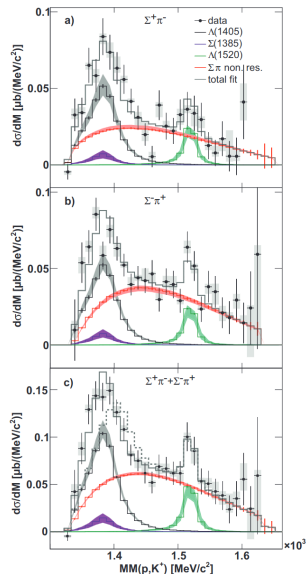 a) Σ⁺π⁻
data
Λ(1405)
Σ(1385)
Λ(1520)
Σπ non. res.
total fit
dσ/dM [μb/(MeV/c²)]
0.1
0.05
0
b) Σ⁻π⁺
dσ/dM [μb/(MeV/c²)]
0.1
0.05
0
c) Σ⁺π⁻+Σ⁻π⁺
dσ/dM [μb/(MeV/c²)]
0.15
0.1
0.05
0
1.4 1.5 1.6
×10³
MM(p,K⁺) [MeV/c²]